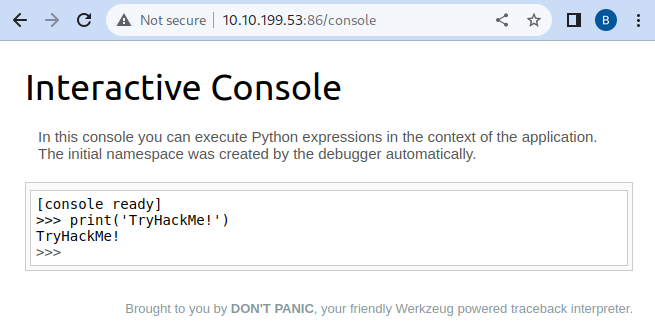 Not secure | 10.10.199.53:86/console
B
Interactive Console
In this console you can execute Python expressions in the context of the application.
The initial namespace was created by the debugger automatically.
[console ready]
>>> print('TryHackMe!')
TryHackMe!
>>>
Brought to you by DON'T PANIC, your friendly Werkzeug powered traceback interpreter.